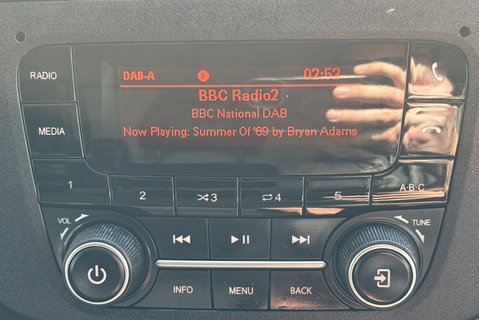 RADIO
DAB-A 02:52
BBC Radio2
BBC National DAB
Now Playing: Summer Of '69 by Bryan Adams
MEDIA
1 2 3 4 5 A·B·C
VOL TUNE
INFO MENU BACK